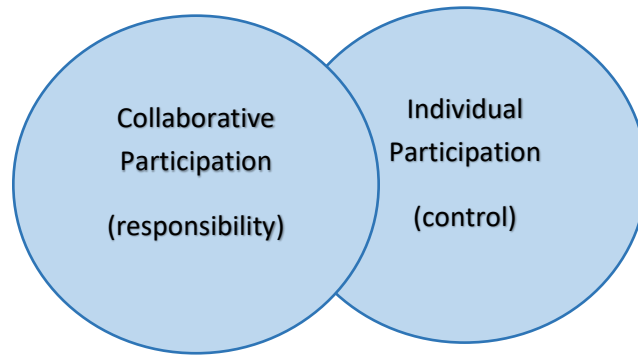 Collaborative
Participation
(responsibility)
Individual
Participation
(control)